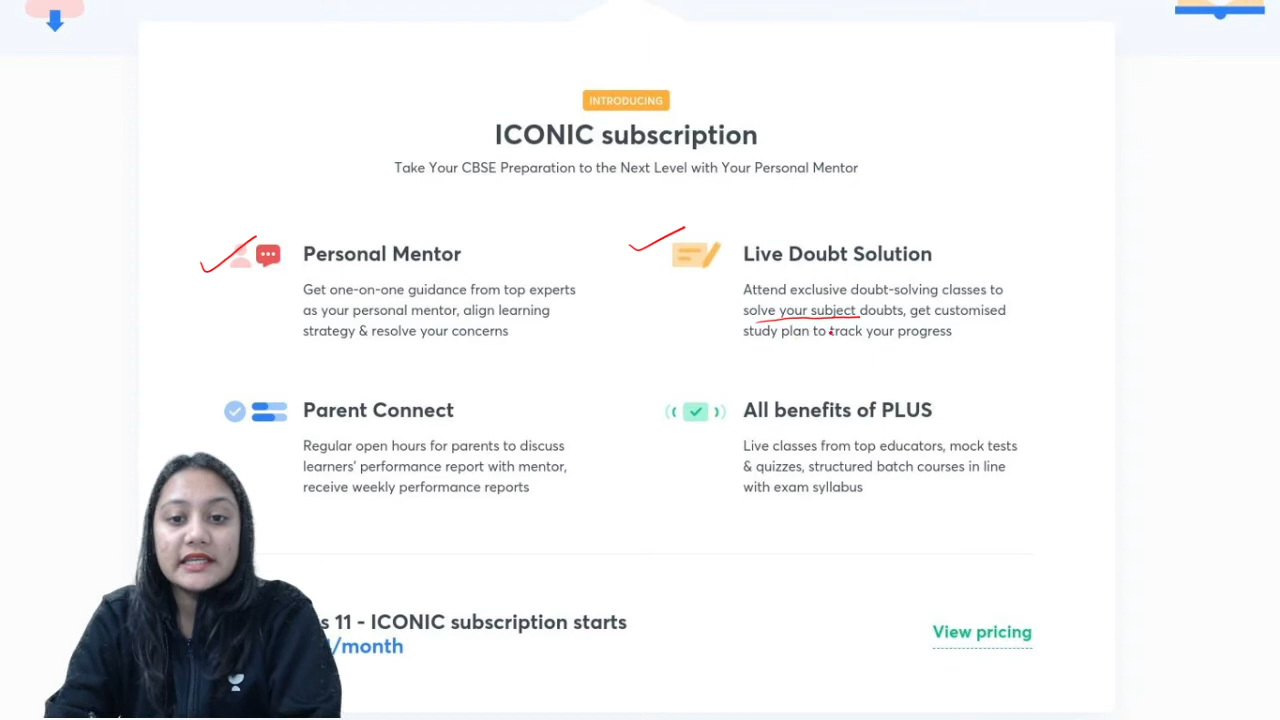 INTRODUCING
ICONIC subscription
Take Your CBSE Preparation to the Next Level with Your Personal Mentor
Personal Mentor
Get one-on-one guidance from top experts
as your personal mentor, align learning
strategy & resolve your concerns
Live Doubt Solution
Attend exclusive doubt-solving classes to
solve your subject doubts, get customised
study plan to track your progress
Parent Connect
Regular open hours for parents to discuss
learners' performance report with mentor,
receive weekly performance reports
All benefits of PLUS
Live classes from top educators, mock tests
& quizzes, structured batch courses in line
with exam syllabus
11 - ICONIC subscription starts
/month
View pricing